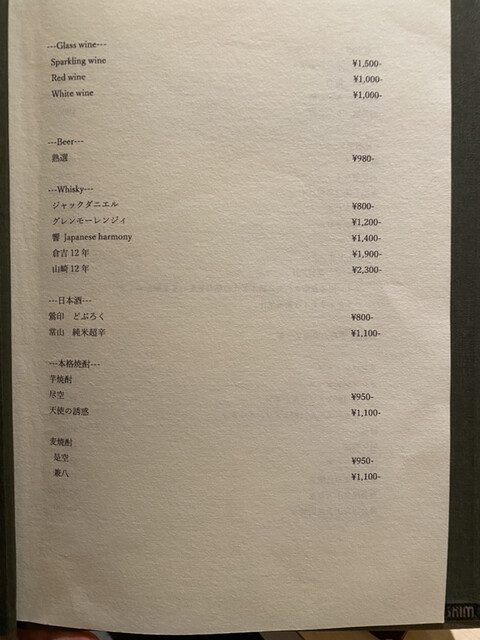 ---Glass wine---
Sparkling wine ¥1,500-
Red wine ¥1,000-
White wine ¥1,000-
---Beer---
熟選 ¥980-
---Whisky---
ジャックダニエル ¥800-
グレンモーレンジィ ¥1,200-
響 Japanese harmony ¥1,400-
倉吉12年 ¥1,900-
山崎12年 ¥2,300-
---日本酒---
鷲印 どぶろく ¥800-
常山 純米超辛 ¥1,100-
---本格焼酎---
芋焼酎
尽空 ¥950-
天使の誘惑 ¥1,100-
麦焼酎
是空 ¥950-
兼八 ¥1,100-